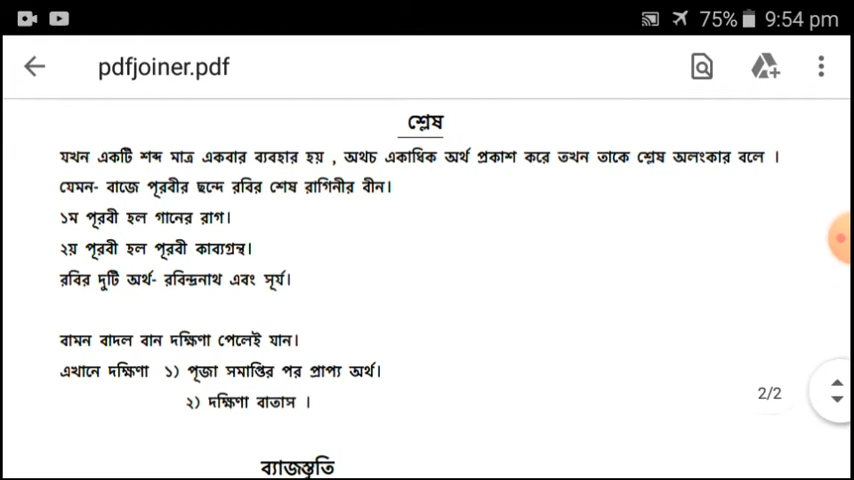 75% 9:54 pm
pdfjoiner.pdf
শ্লেষ
যখন একটি শব্দ মাত্র একবার ব্যবহার হয় , অথচ একাধিক অর্থ প্রকাশ করে তখন তাকে শ্লেষ অলংকার বলে ।
যেমন- বাজে পূরবীর ছন্দে রবির শেষ রাগিনীর বীন।
১ম পূরবী হল গানের রাগ।
২য় পূরবী হল পূরবী কাব্যগ্রন্থ।
রবির দুটি অর্থ- রবিন্দ্রনাথ এবং সূর্য।
বামন বাদল বান দক্ষিণা পেলেই যান।
এখানে দক্ষিণা ১) পূজা সমাপ্তির পর প্রাপ্য অর্থ।
২) দক্ষিণা বাতাস ।
2/2
ব্যাজস্তুতি